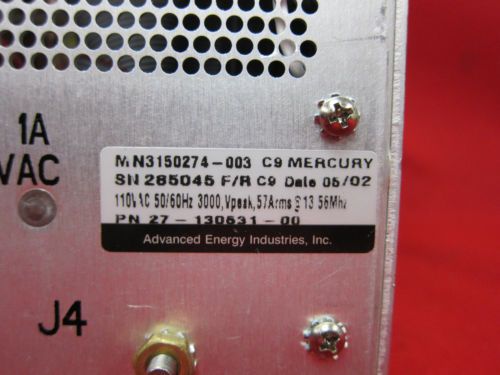 1A
VAC
M/N3150274-003 C9 MERCURY
SN 285045 F/R C9 Date 05/02
110VAC 50/60Hz 3000,Vpeak,57Arms @ 13 56Mhz
PN 27-130531-00
Advanced Energy Industries, Inc.
J4